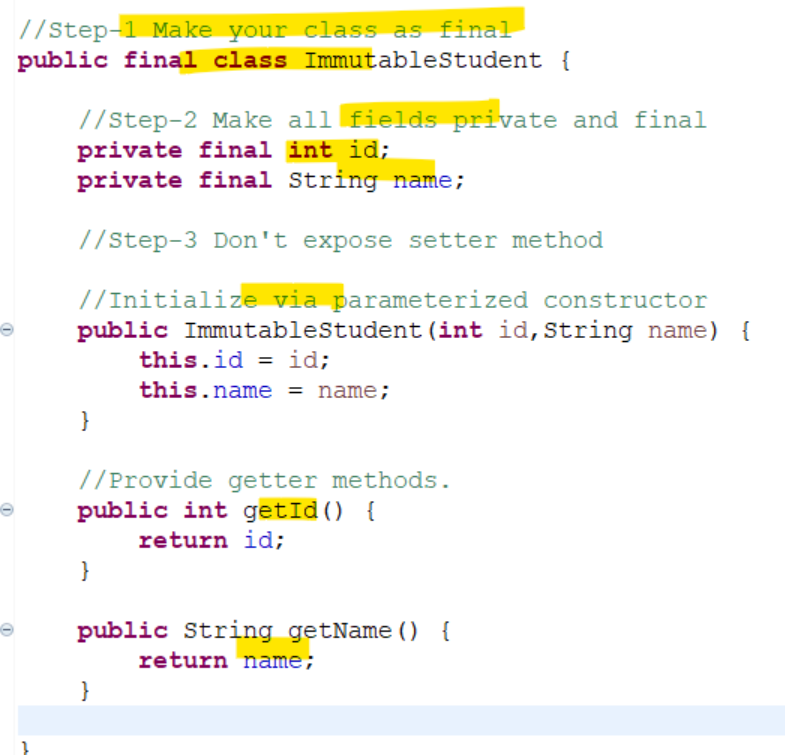 //Step-1 Make your class as final
public final class ImmutableStudent {
//Step-2 Make all fields private and final
private final int id;
private final String name;
//Step-3 Don't expose setter method
//Initialize via parameterized constructor
public ImmutableStudent(int id,String name) {
this.id = id;
this.name = name;
}
//Provide getter methods.
public int getId() {
return id;
}
public String getName() {
return name;
}
}